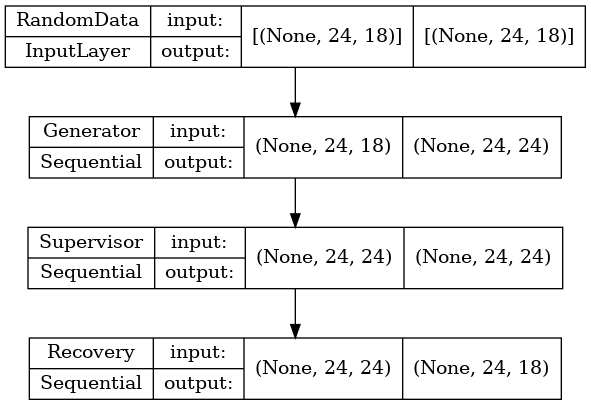 RandomData input: [(None, 24, 18)] [(None, 24, 18)]
InputLayer output:
Generator input: (None, 24, 18) (None, 24, 24)
Sequential output:
Supervisor input: (None, 24, 24) (None, 24, 24)
Sequential output:
Recovery input: (None, 24, 24) (None, 24, 18)
Sequential output: